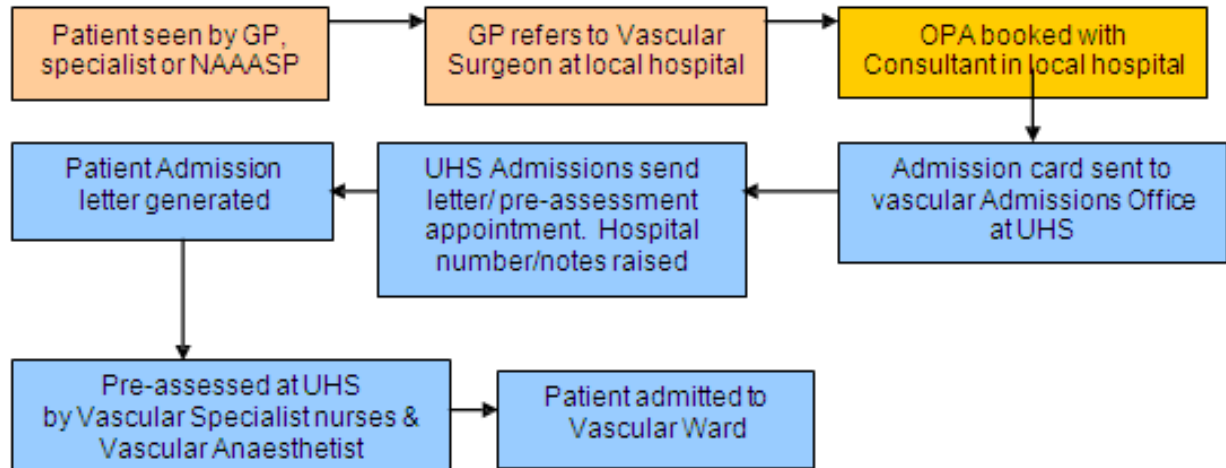 Patient seen by GP,
specialist or NAAASP
GP refers to Vascular
Surgeon at local hospital
OPA booked with
Consultant in local hospital
Admission card sent to
vascular Admissions Office
at UHS
UHS Admissions send
letter/ pre-assessment
appointment.  Hospital
number/notes raised
Patient Admission
letter generated
Pre-assessed at UHS
by Vascular Specialist nurses &
Vascular Anaesthetist
Patient admitted to
Vascular Ward